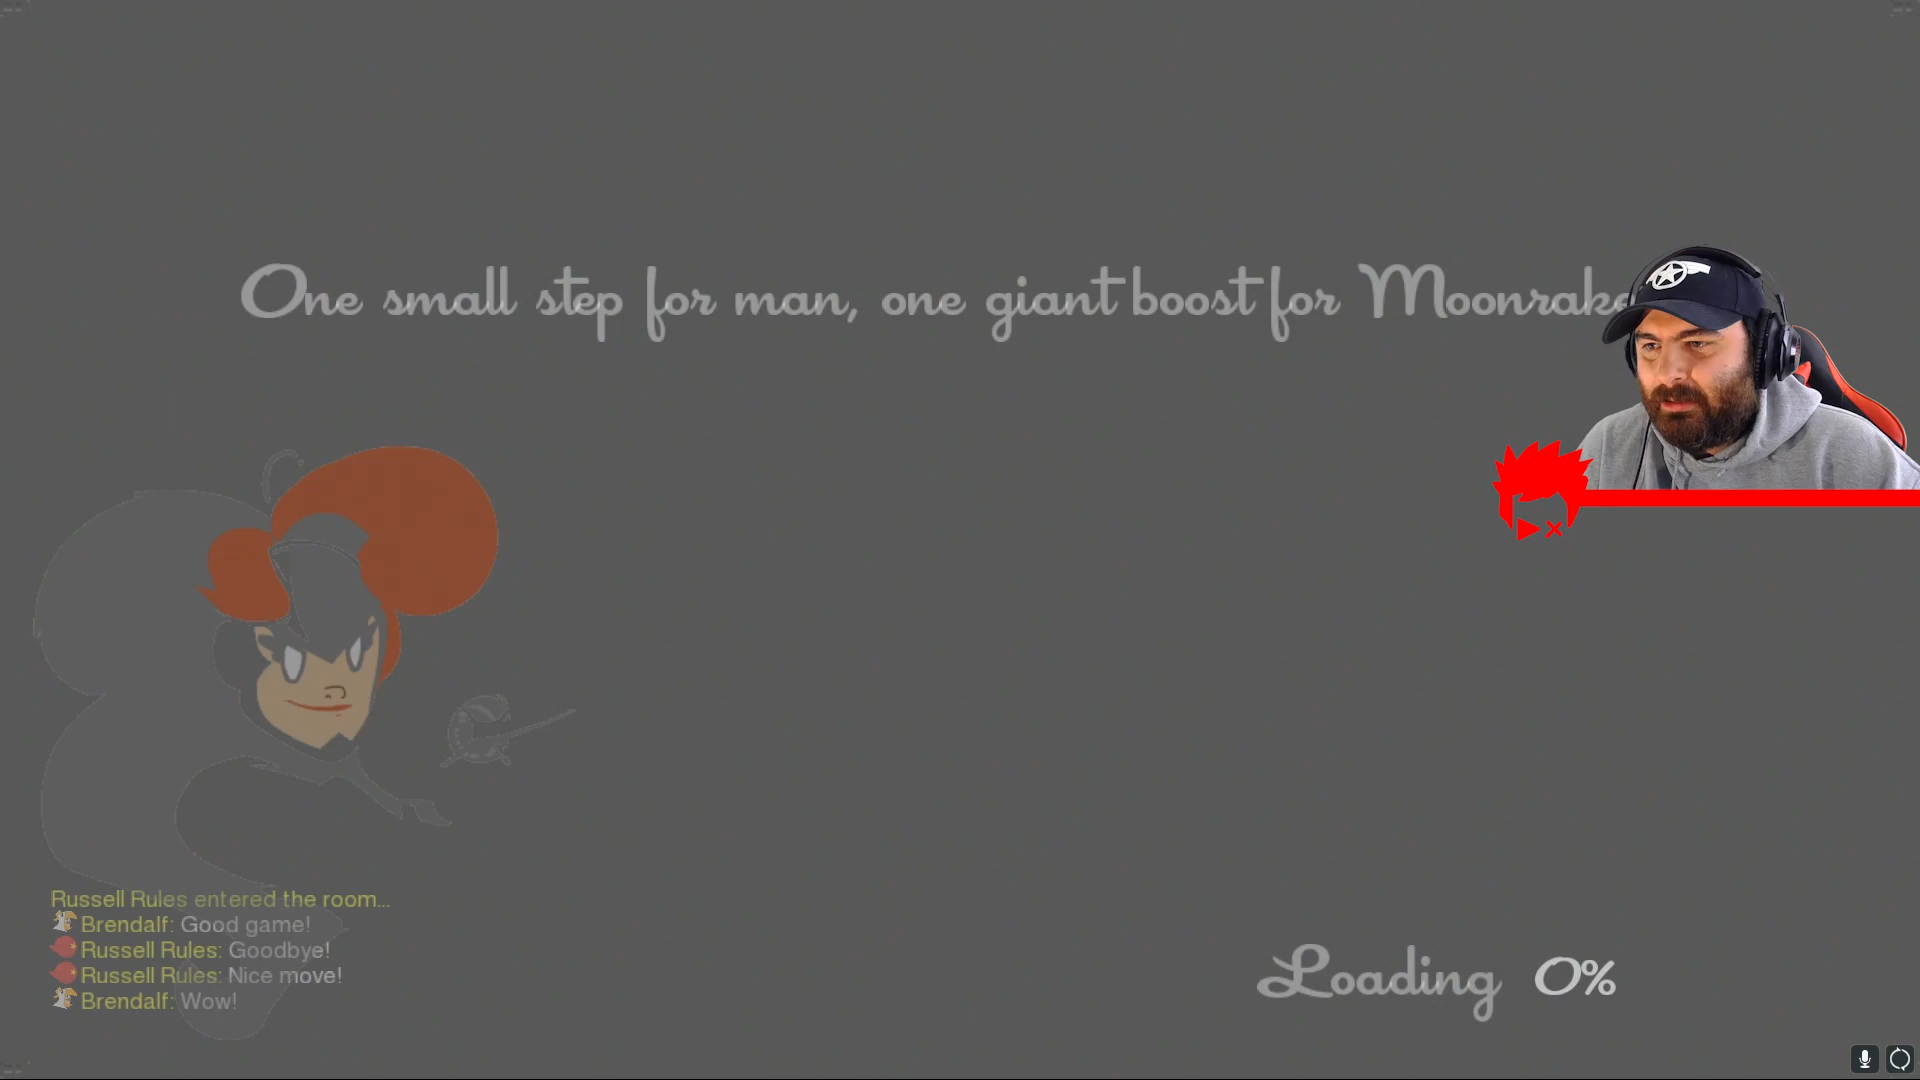 One small step for man, one giant boost for Moonrake
Russell Rules entered the room...
Brendalf: Good game!
Russell Rules: Goodbye!
Russell Rules: Nice move!
Brendalf: Wow!
Loading 0%